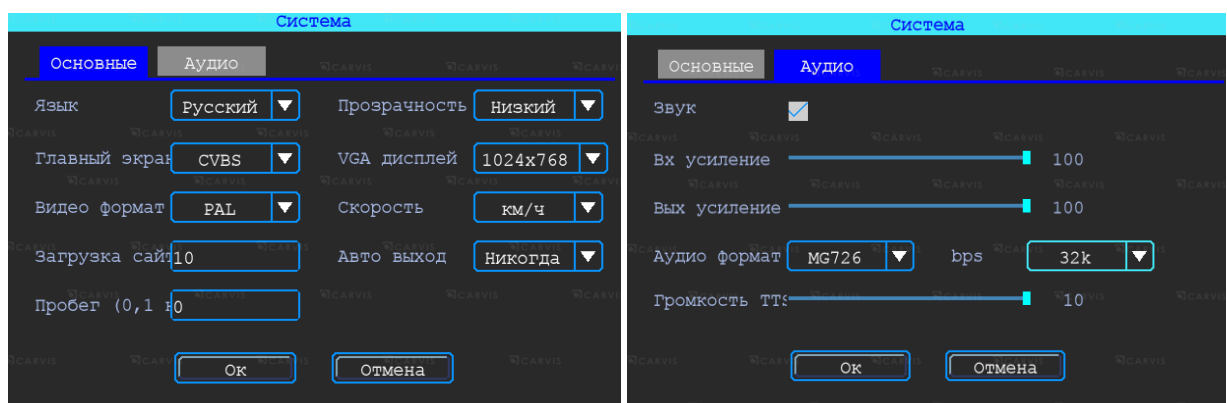 Система
Основные Аудио
Язык Русский Прозрачность Низкий
Главный экран CVBS VGA дисплей 1024x768
Видео формат PAL Скорость км/ч
Загрузка сайт 10 Авто выход Никогда
Пробег (0,1 0
Ок Отмена
Система
Основные Аудио
Звук
Вх усиление 100
Вых усиление 100
Аудио формат MG726 bps 32k
Громкость TTS 10
Ок Отмена
CARVIS